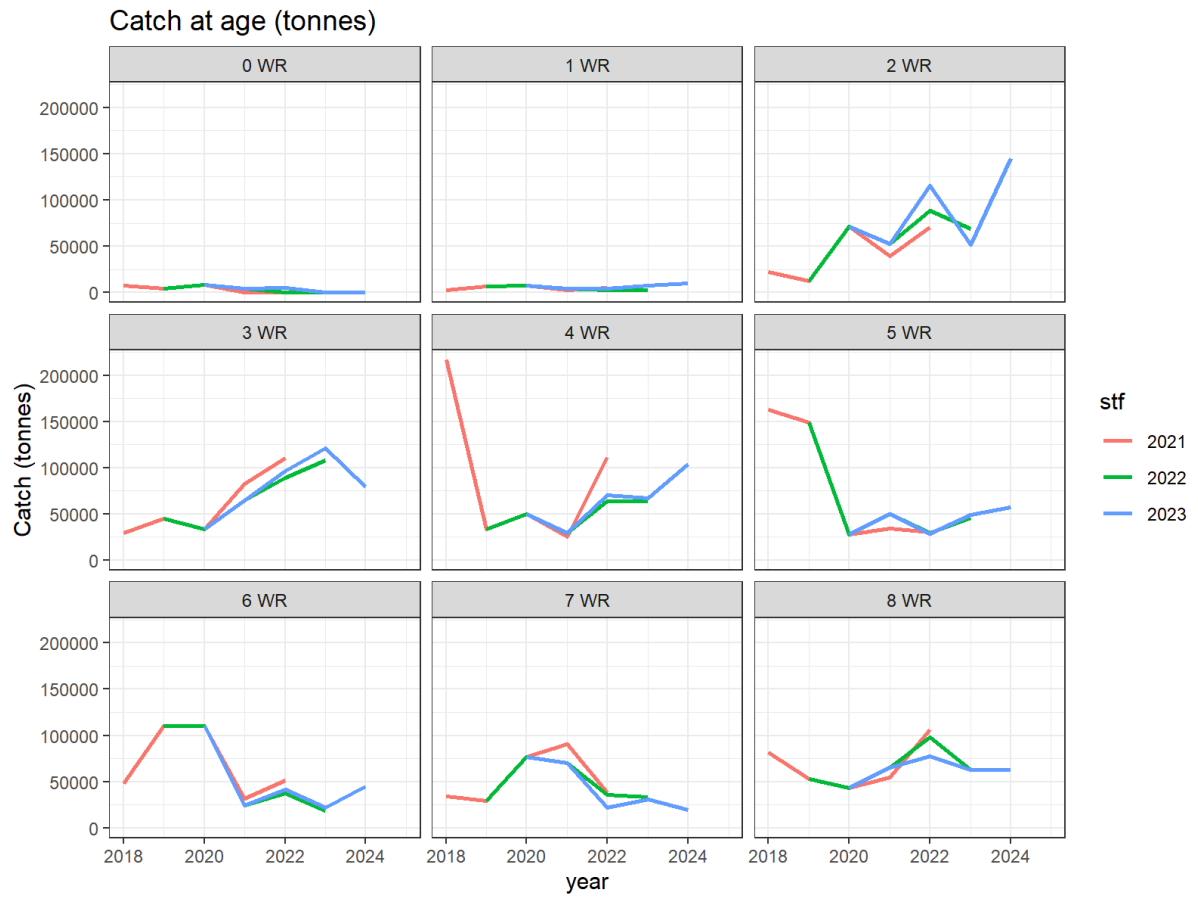 Catch at age (tonnes)
0 WR 1 WR 2 WR
200000
150000
100000
50000
0
3 WR 4 WR 5 WR
200000
150000
100000
50000
0
6 WR 7 WR 8 WR
200000
150000
100000
50000
0
2018 2020 2022 2024 2018 2020 2022 2024 2018 2020 2022 2024
year
Catch (tonnes)
stf
2021
2022
2023